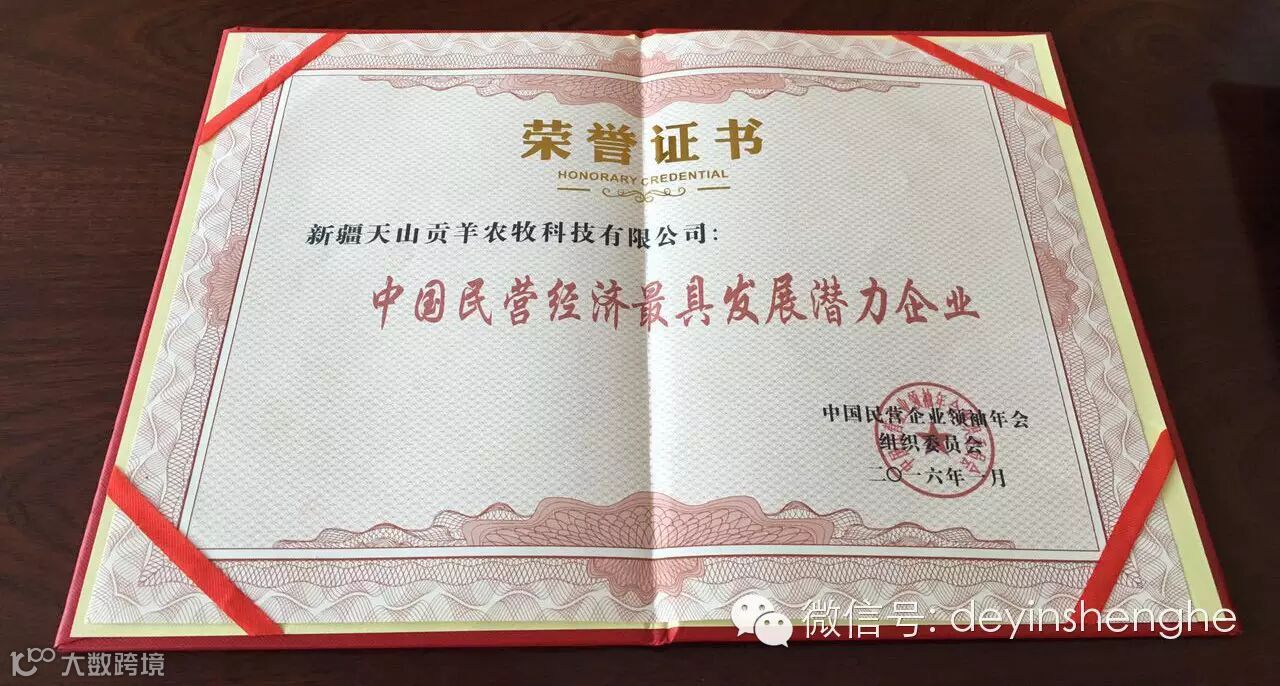 荣誉证书
HONORARY CREDENTIAL
新疆天山贡羊农牧科技有限公司:
中国民营经济最具发展潜力企业
中国民营企业领袖年会
组织委员会
二〇一六年一月
微信号: deyinshenghe
大数跨境